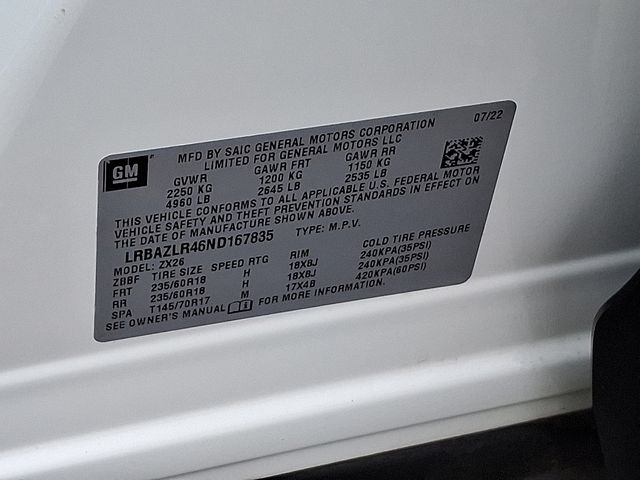 GM
MFD BY SAIC GENERAL MOTORS CORPORATION 07/22
LIMITED FOR GENERAL MOTORS LLC
GVWR GAWR FRT GAWR RR
2250 KG 1200 KG 1150 KG
4960 LB 2645 LB 2535 LB
THIS VEHICLE CONFORMS TO ALL APPLICABLE U.S. FEDERAL MOTOR
VEHICLE SAFETY AND THEFT PREVENTION STANDARDS IN EFFECT ON
THE DATE OF MANUFACTURE SHOWN ABOVE.
LRBAZLR46ND167835 TYPE: M.P.V.
MODEL: ZX26
ZBBF TIRE SIZE SPEED RTG RIM COLD TIRE PRESSURE
FRT 235/60R18 H 18X8J 240KPA(35PSI)
RR 235/60R18 H 18X8J 240KPA(35PSI)
SPA T145/70R17 M 17X4B 420KPA(60PSI)
SEE OWNER'S MANUAL FOR MORE INFORMATION.